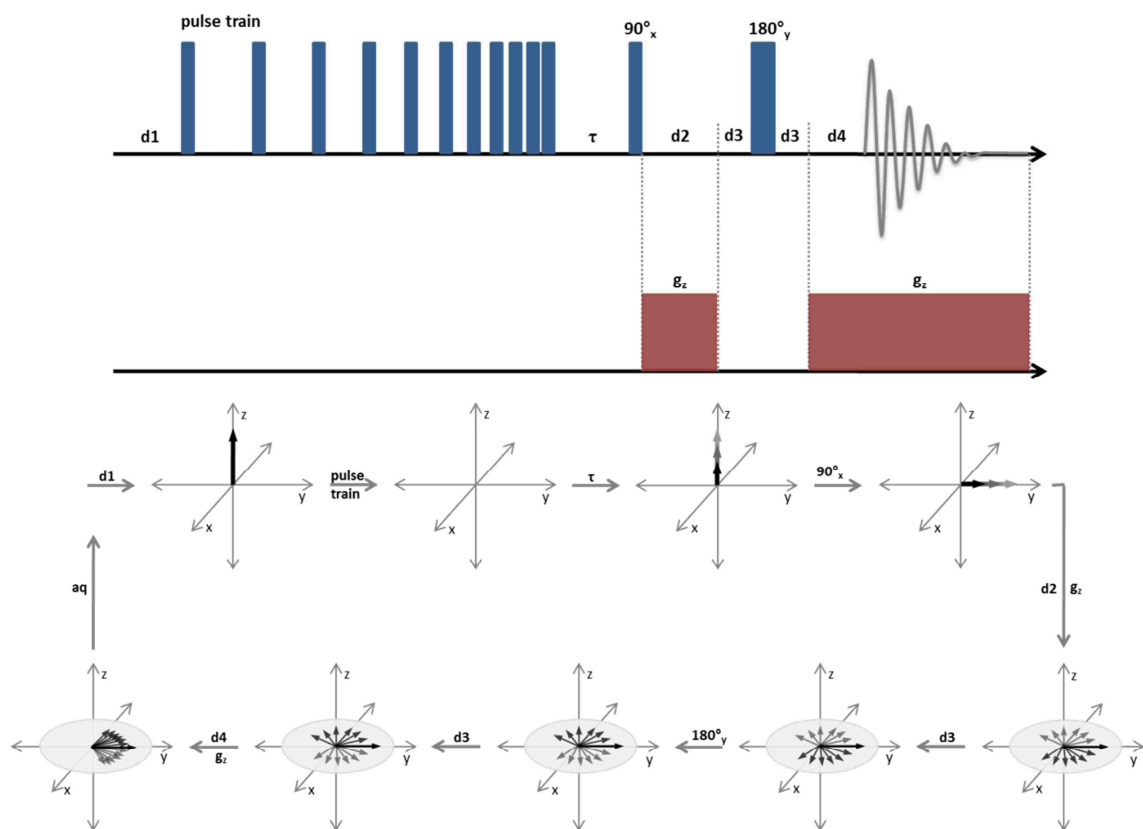 pulse train
90°x
180°y
d1
τ
d2
d3
d3
d4
gz
gz
z
z
z
z
d1
pulse
train
τ
90°x
y
y
y
y
x
x
x
x
aq
d2
gz
z
z
z
z
z
d4
gz
d3
180°y
d3
y
y
y
y
y
x
x
x
x
x